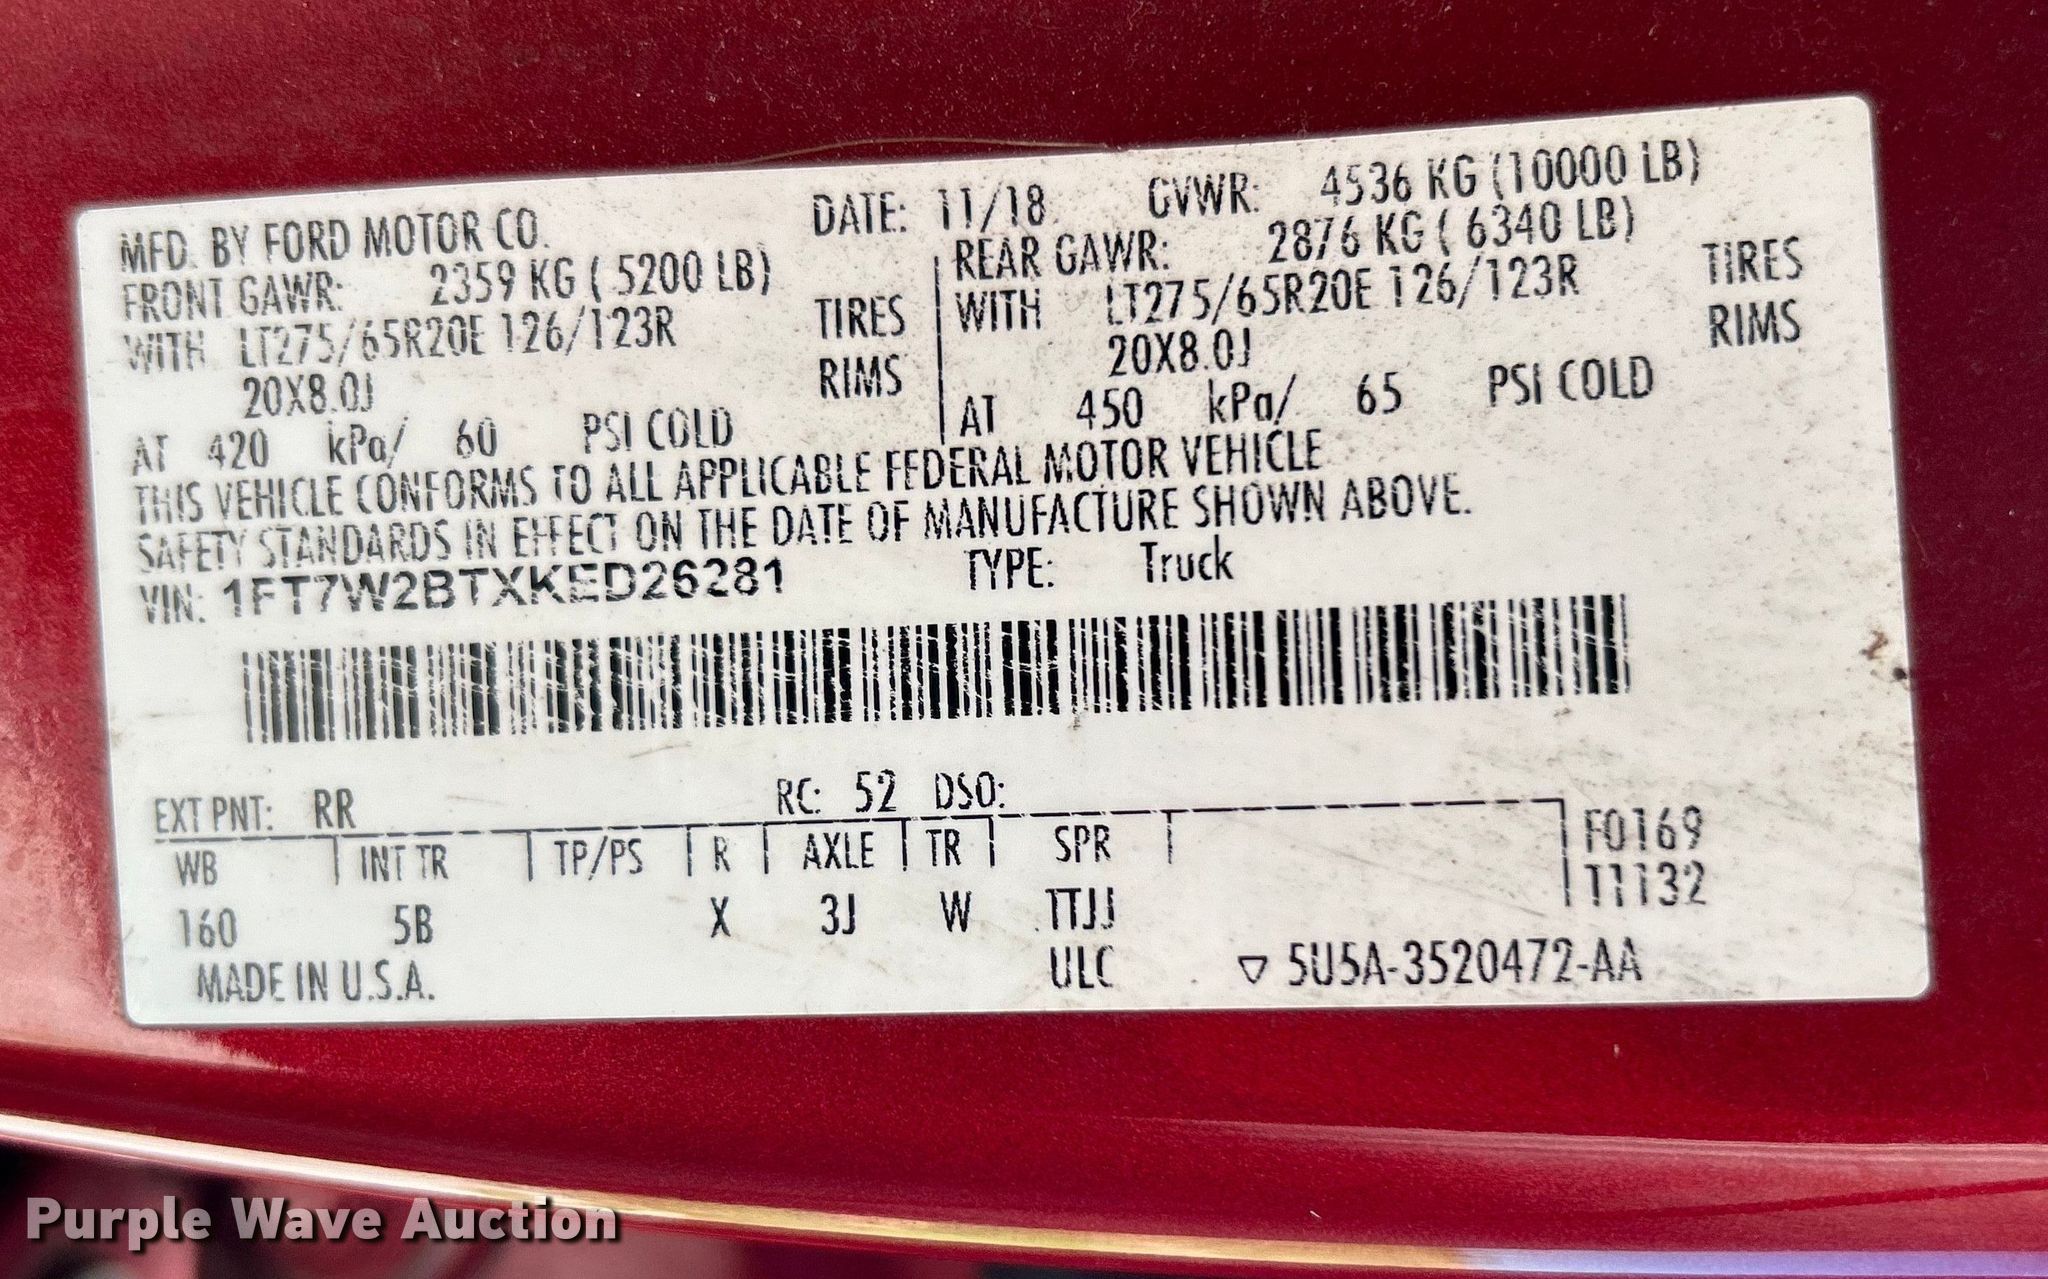 MFD. BY FORD MOTOR CO. DATE: 11/18 GVWR: 4536 KG (10000 LB)
FRONT GAWR: 2359 KG ( 5200 LB) REAR GAWR: 2876 KG ( 6340 LB)
WITH LT275/65R20E 126/123R TIRES WITH LT275/65R20E 126/123R TIRES
20X8.0J RIMS 20X8.0J RIMS
AT 420 kPa/ 60 PSI COLD AT 450 kPa/ 65 PSI COLD
THIS VEHICLE CONFORMS TO ALL APPLICABLE FEDERAL MOTOR VEHICLE
SAFETY STANDARDS IN EFFECT ON THE DATE OF MANUFACTURE SHOWN ABOVE.
VIN: 1FT7W2BTXKED26281 TYPE: Truck
EXT PNT: RR RC: 52 DSO:
WB INT TR TP/PS R AXLE TR SPR F0169
160 5B X 3J W TTJJ T1132
MADE IN U.S.A. ULC ▽ 5U5A-3520472-AA
Purple Wave Auction